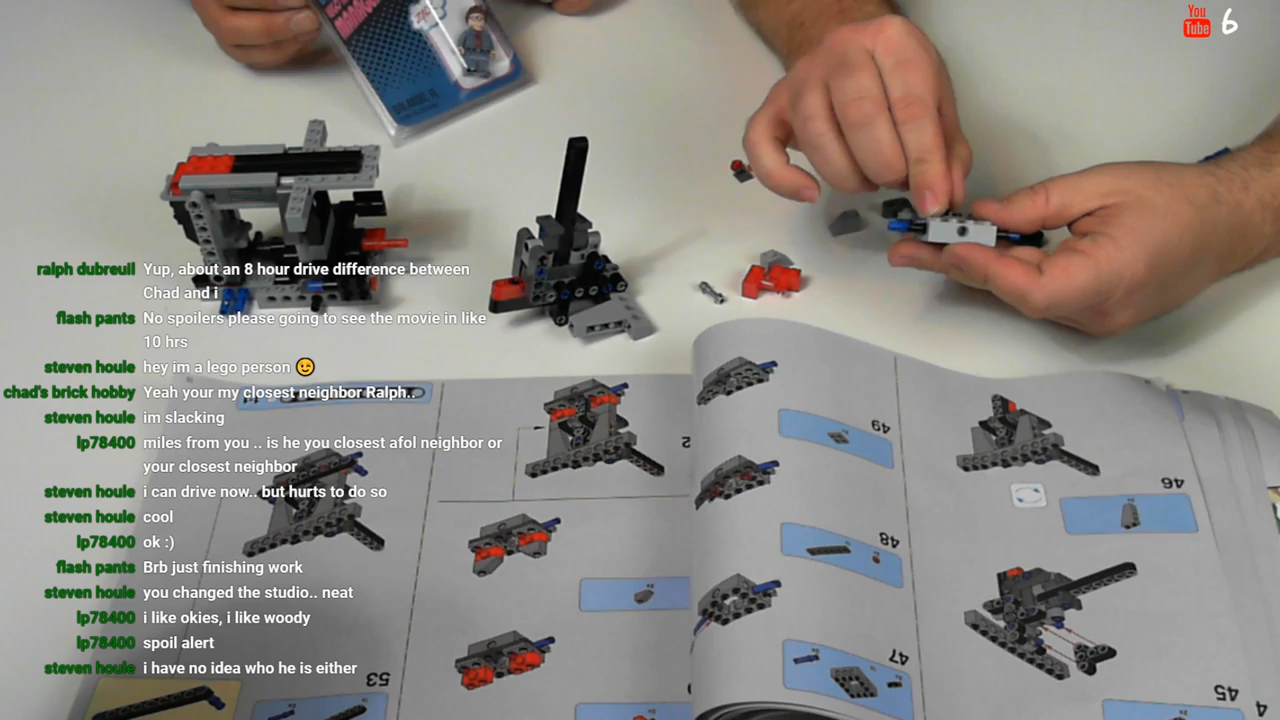 You
Tube 6
ralph dubreuil Yup, about an 8 hour drive difference between
Chad and i
flash pants No spoilers please going to see the movie in like
10 hrs
steven houle hey im a lego person 😉
chad's brick hobby Yeah your my closest neighbor Ralph..
steven houle im slacking
lp78400 miles from you .. is he you closest afol neighbor or
your closest neighbor
steven houle i can drive now.. but hurts to do so
steven houle cool
lp78400 ok :)
flash pants Brb just finishing work
steven houle you changed the studio.. neat
lp78400 i like okies, i like woody
lp78400 spoil alert
steven houle i have no idea who he is either
49
48
47
46
45
53